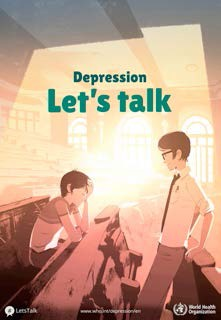 Depression
Let's talk
LetsTalk
www.who.int/depression/en
World Health
Organization